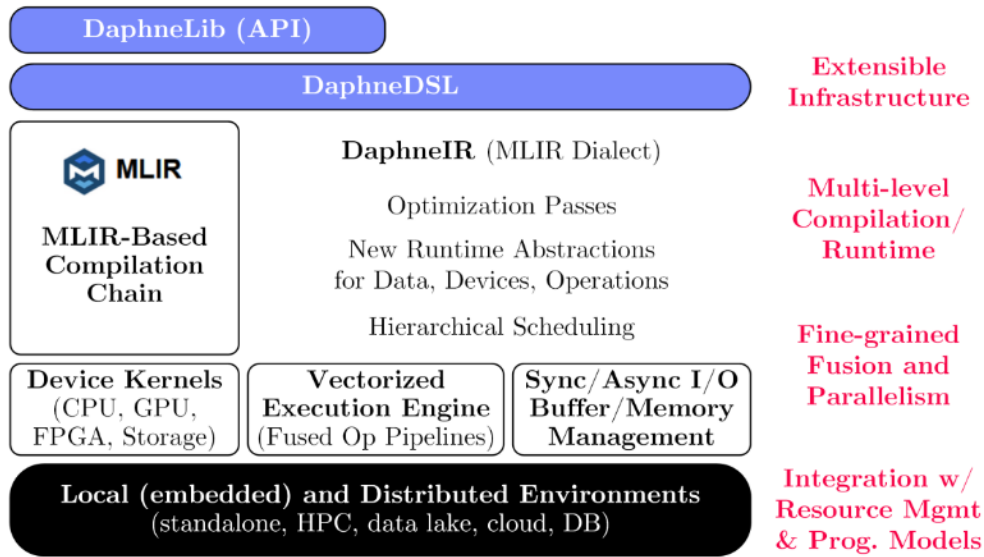 DaphneLib (API)
DaphneDSL
Extensible
Infrastructure
MLIR
MLIR-Based
Compilation
Chain
DaphneIR (MLIR Dialect)
Optimization Passes
New Runtime Abstractions
for Data, Devices, Operations
Hierarchical Scheduling
Multi-level
Compilation/
Runtime
Device Kernels
(CPU, GPU,
FPGA, Storage)
Vectorized
Execution Engine
(Fused Op Pipelines)
Sync/Async I/O
Buffer/Memory
Management
Fine-grained
Fusion and
Parallelism
Local (embedded) and Distributed Environments
(standalone, HPC, data lake, cloud, DB)
Integration w/
Resource Mgmt
& Prog. Models